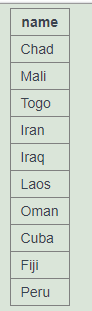 name
Chad
Mali
Togo
Iran
Iraq
Laos
Oman
Cuba
Fiji
Peru